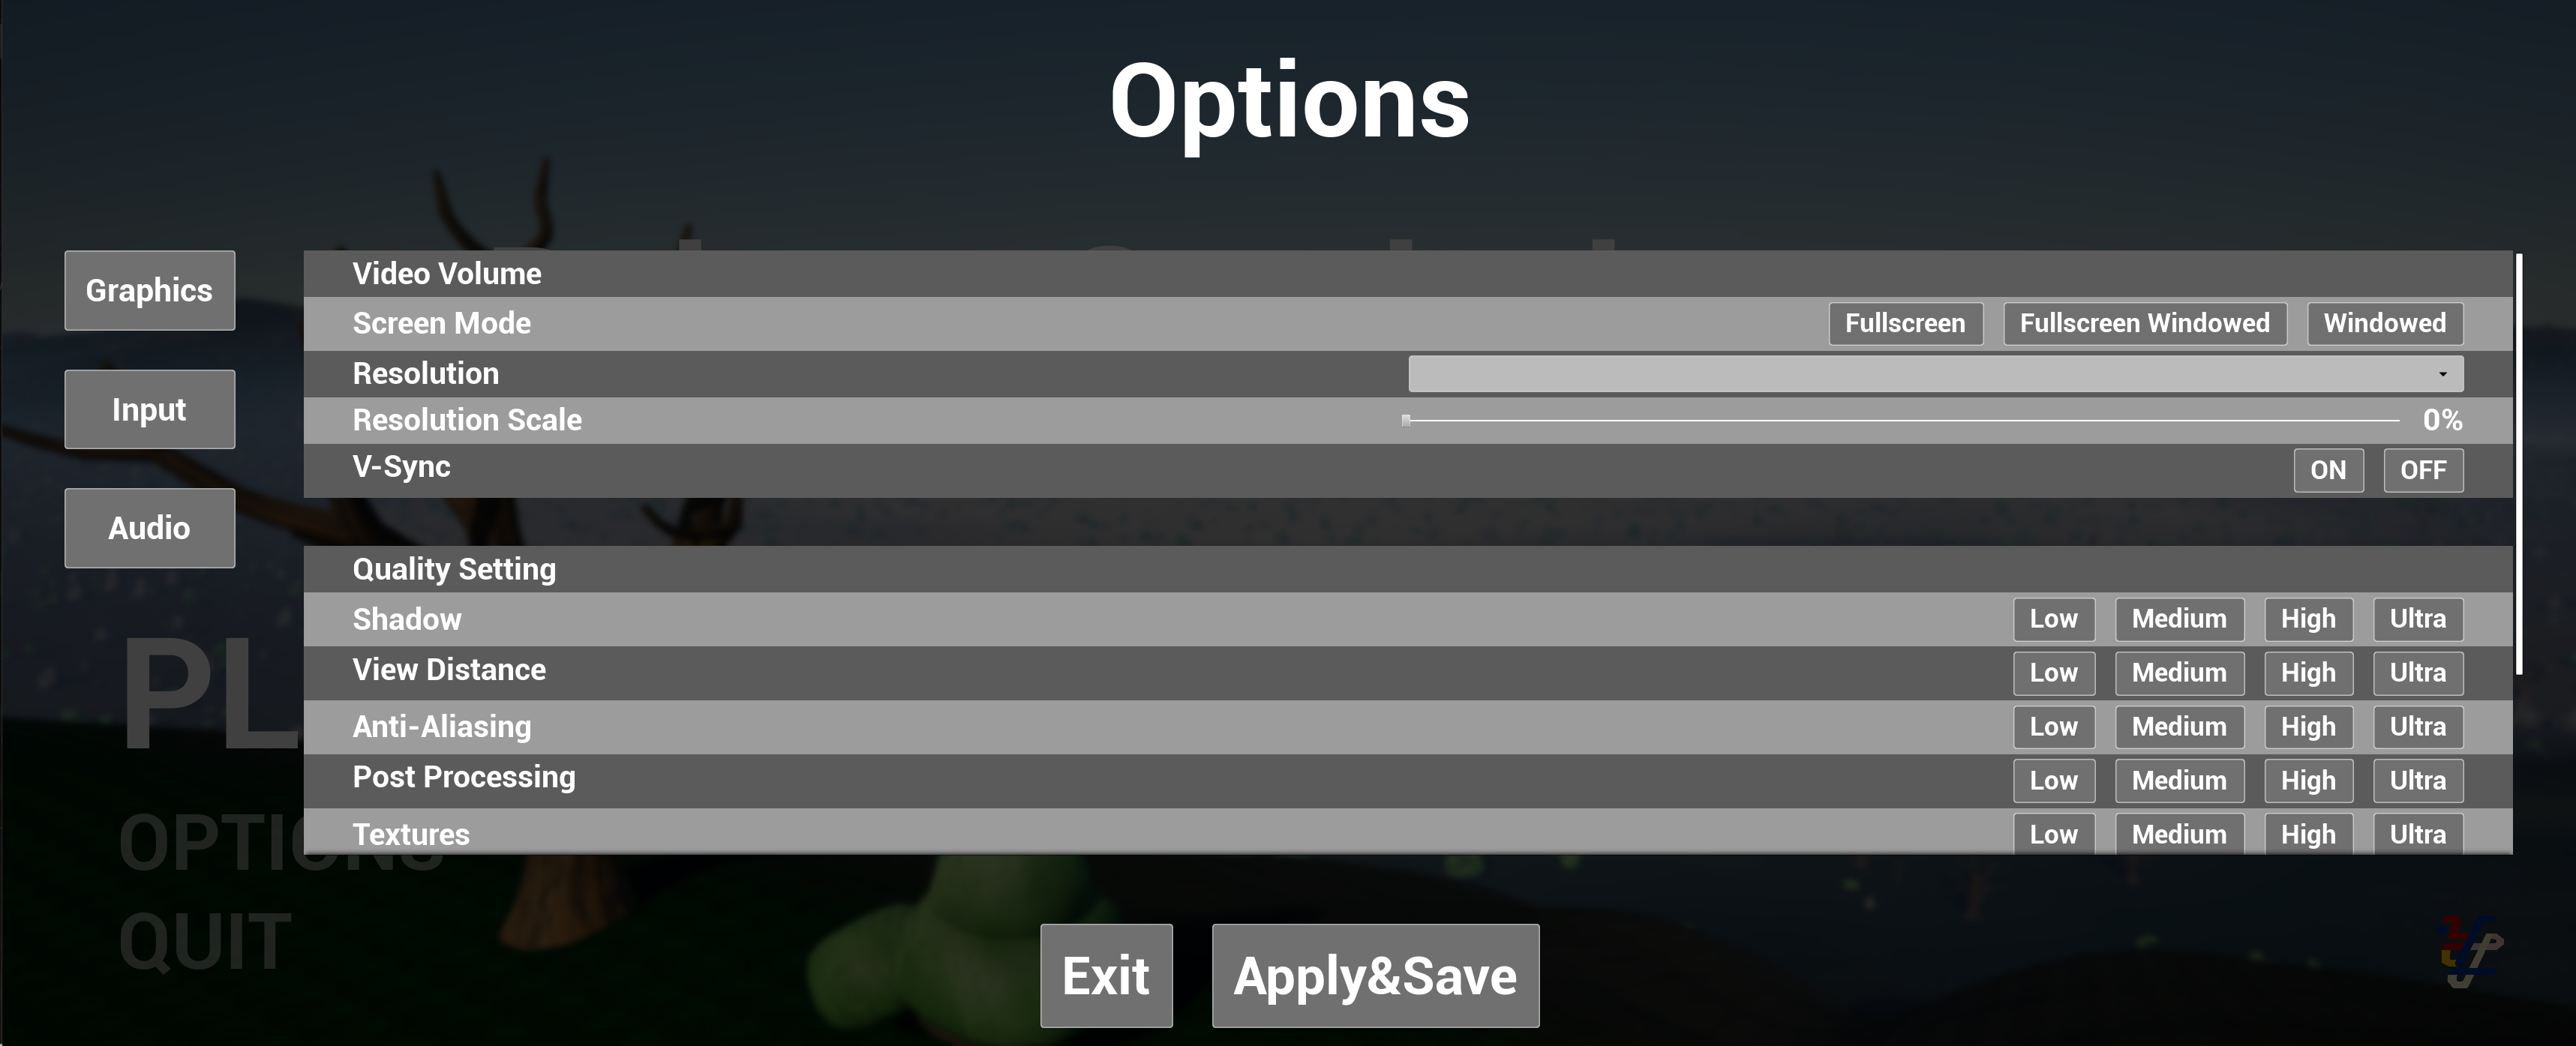 Options
Graphics
Input
Audio
Video Volume
Screen Mode Fullscreen Fullscreen Windowed Windowed
Resolution
Resolution Scale 0%
V-Sync ON OFF
Quality Setting
Shadow Low Medium High Ultra
View Distance Low Medium High Ultra
Anti-Aliasing Low Medium High Ultra
Post Processing Low Medium High Ultra
Textures Low Medium High Ultra
PL
OPTIONS
QUIT
Exit Apply&Save